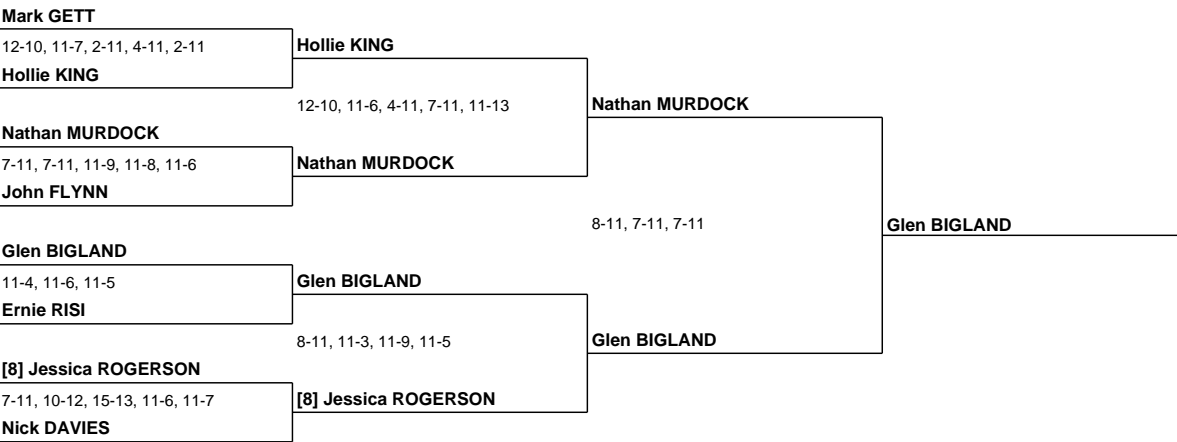 Mark GETT
12-10, 11-7, 2-11, 4-11, 2-11
Hollie KING
Hollie KING
12-10, 11-6, 4-11, 7-11, 11-13
Nathan MURDOCK
Nathan MURDOCK
7-11, 7-11, 11-9, 11-8, 11-6
Nathan MURDOCK
John FLYNN
8-11, 7-11, 7-11
Glen BIGLAND
Glen BIGLAND
11-4, 11-6, 11-5
Glen BIGLAND
Ernie RISI
8-11, 11-3, 11-9, 11-5
Glen BIGLAND
[8] Jessica ROGERSON
7-11, 10-12, 15-13, 11-6, 11-7
[8] Jessica ROGERSON
Nick DAVIES